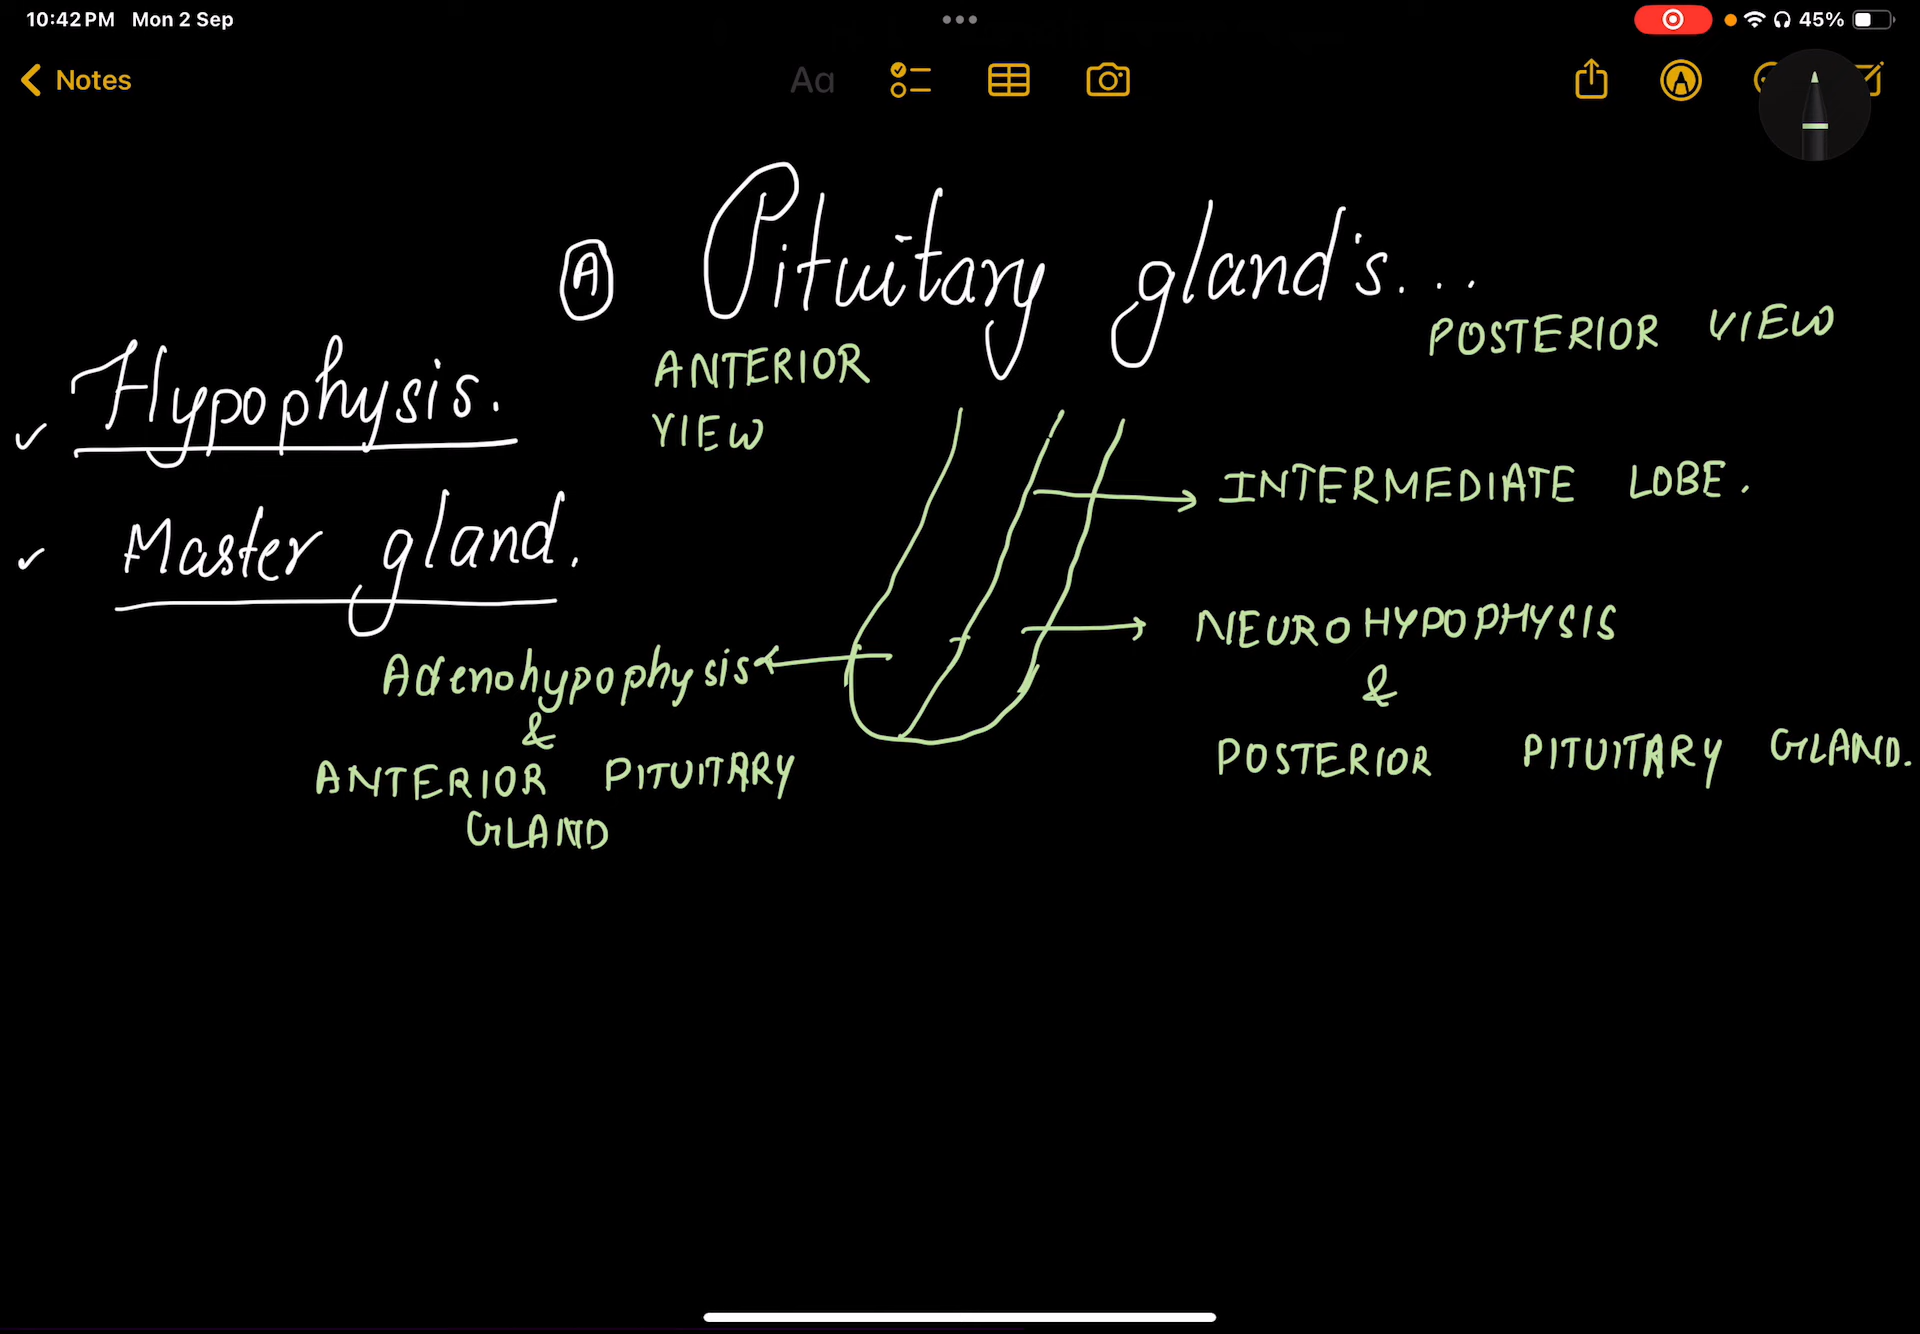 10:42 PM Mon 2 Sep
45%
Notes
Aa
A Pituitary gland's...
POSTERIOR VIEW
Hypophysis.
ANTERIOR
VIEW
INTERMEDIATE LOBE.
Master gland.
NEUROHYPOPHYSIS
Adenohypophysis
&
&
ANTERIOR PITUITARY
GLAND
POSTERIOR PITUITARY GLAND.